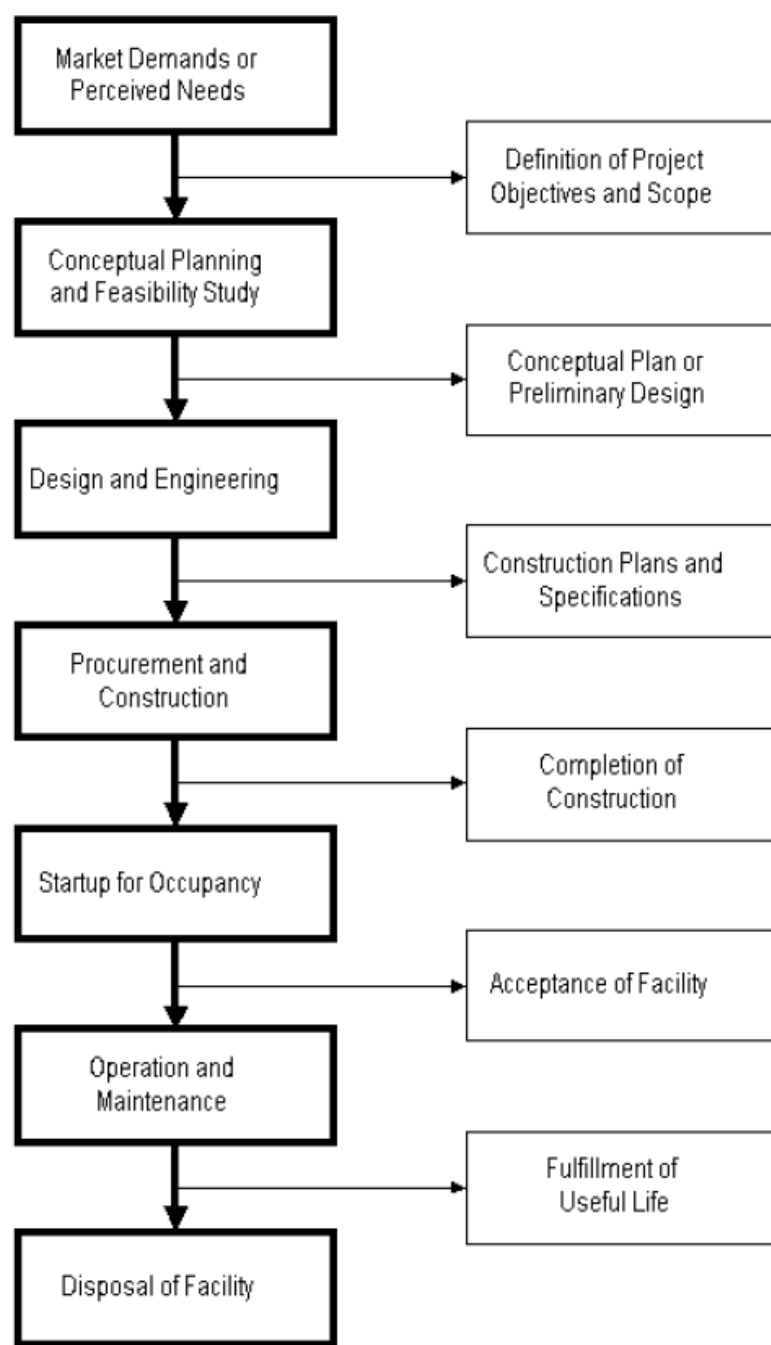 Market Demands or
Perceived Needs
Definition of Project
Objectives and Scope
Conceptual Planning
and Feasibility Study
Conceptual Plan or
Preliminary Design
Design and Engineering
Construction Plans and
Specifications
Procurement and
Construction
Completion of
Construction
Startup for Occupancy
Acceptance of Facility
Operation and
Maintenance
Fulfillment of
Useful Life
Disposal of Facility